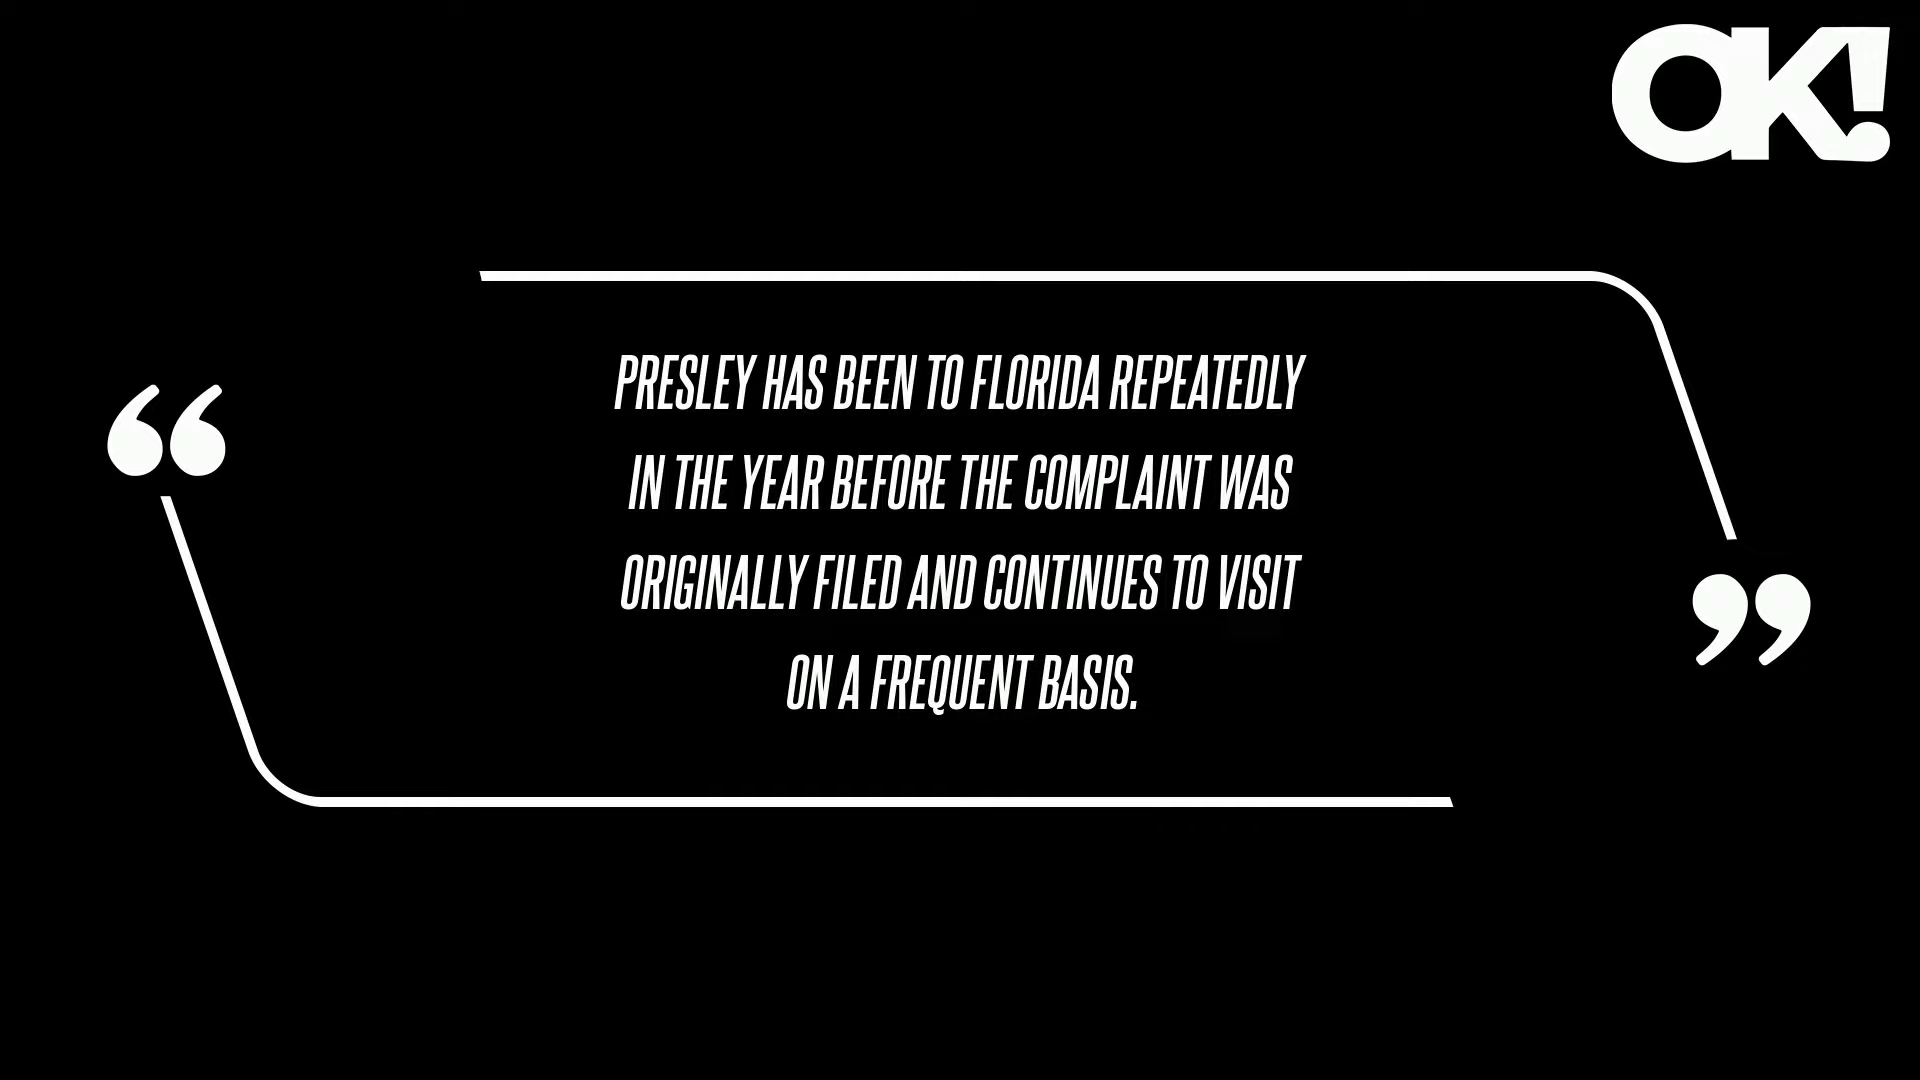 OK!
“
PRESLEY HAS BEEN TO FLORIDA REPEATEDLY
IN THE YEAR BEFORE THE COMPLAINT WAS
ORIGINALLY FILED AND CONTINUES TO VISIT
ON A FREQUENT BASIS.
”